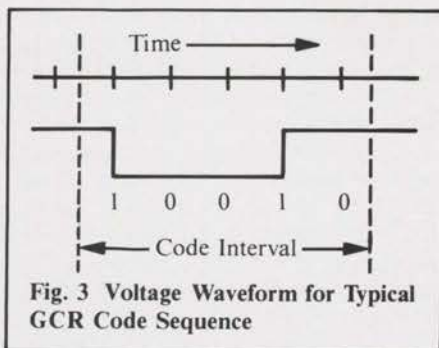 Time
1 0 0 1 0
Code Interval
Fig. 3 Voltage Waveform for Typical
GCR Code Sequence